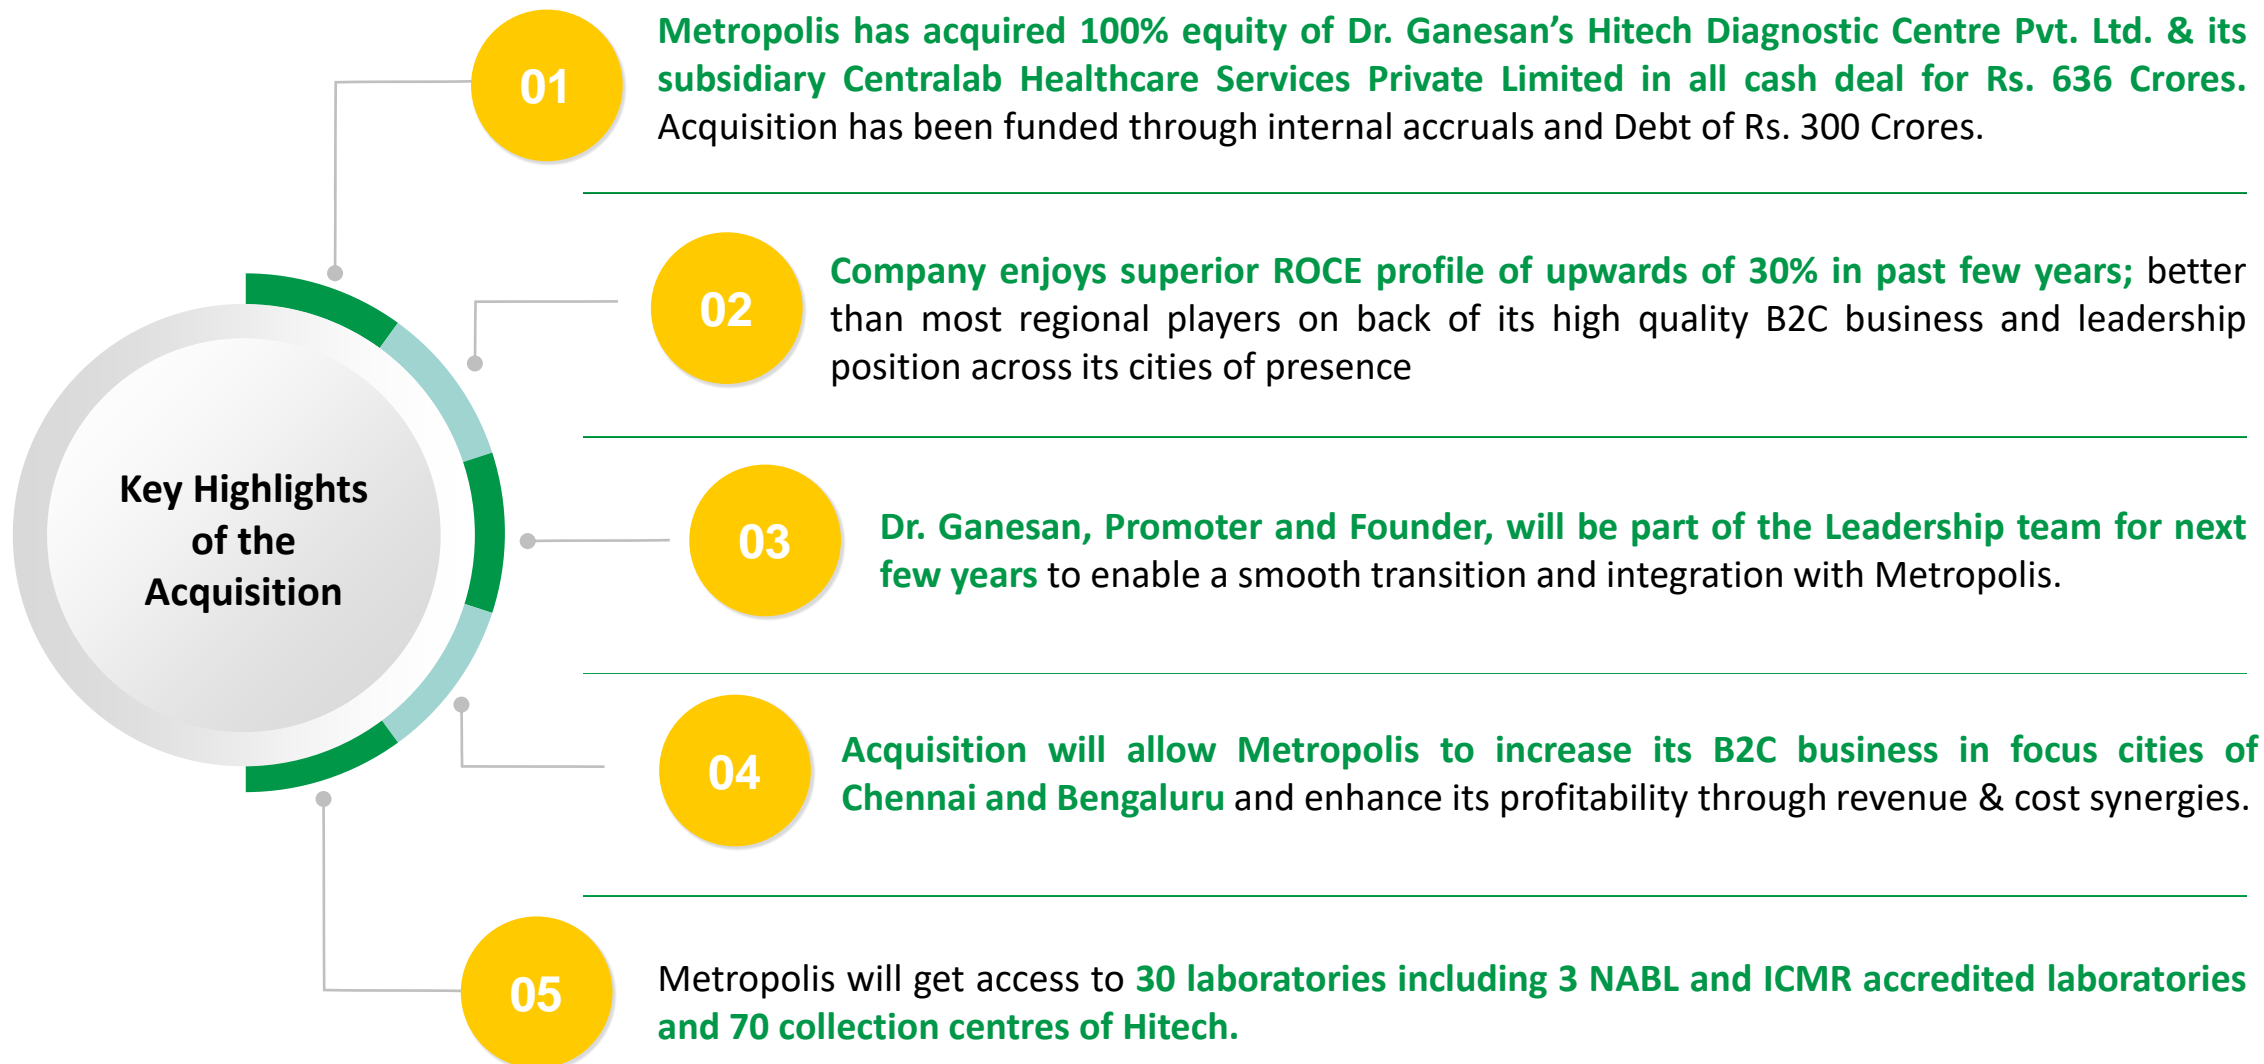 01
Metropolis has acquired 100% equity of Dr. Ganesan’s Hitech Diagnostic Centre Pvt. Ltd. & its
subsidiary Centralab Healthcare Services Private Limited in all cash deal for Rs. 636 Crores.
Acquisition has been funded through internal accruals and Debt of Rs. 300 Crores.
02
Company enjoys superior ROCE profile of upwards of 30% in past few years; better
than most regional players on back of its high quality B2C business and leadership
position across its cities of presence
Key Highlights
of the
Acquisition
03
Dr. Ganesan, Promoter and Founder, will be part of the Leadership team for next
few years to enable a smooth transition and integration with Metropolis.
04
Acquisition will allow Metropolis to increase its B2C business in focus cities of
Chennai and Bengaluru and enhance its profitability through revenue & cost synergies.
05
Metropolis will get access to 30 laboratories including 3 NABL and ICMR accredited laboratories
and 70 collection centres of Hitech.